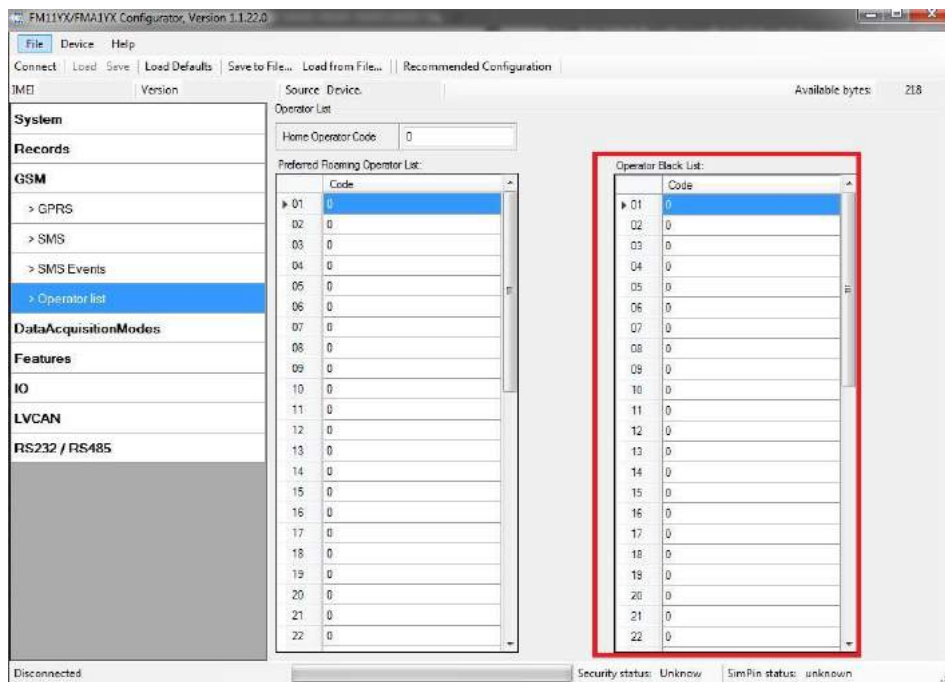 FM11YX/FMA1YX Configurator, Version 1.1.22.0
File Device Help
Connect Load Save Load Defaults Save to File... Load from File... Recommended Configuration
IMEI Version Source Device. Available bytes: 218
System
Records
GSM
> GPRS
> SMS
> SMS Events
> Operator list
DataAcquisitionModes
Features
IO
LVCAN
RS232 / RS485
Operator List
Home Operator Code 0
Preferred Roaming Operator List:
Code
01 0
02 0
03 0
04 0
05 0
06 0
07 0
08 0
09 0
10 0
11 0
12 0
13 0
14 0
15 0
16 0
17 0
18 0
19 0
20 0
21 0
22 0
Operator Black List:
Code
01 0
02 0
03 0
04 0
05 0
06 0
07 0
08 0
09 0
10 0
11 0
12 0
13 0
14 0
15 0
16 0
17 0
18 0
19 0
20 0
21 0
22 0
Disconnected Security status: Unknow SimPin status: unknown